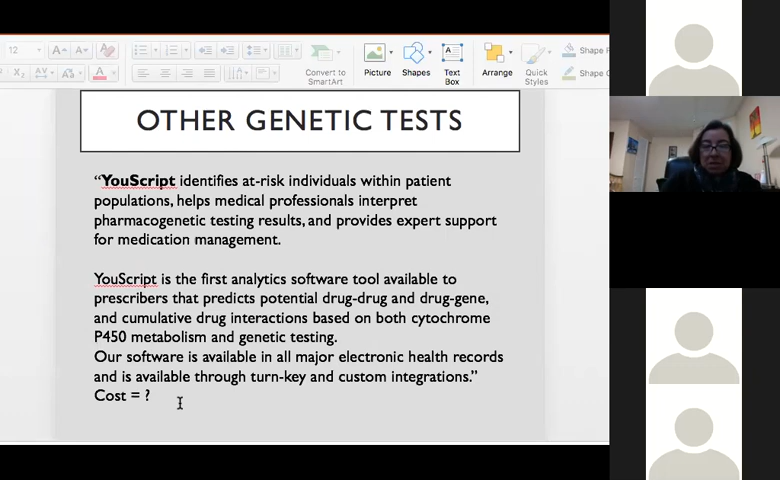 12
Convert to
SmartArt
Picture
Shapes
Text
Box
Arrange
Quick
Styles
Shape
Shape
OTHER GENETIC TESTS
“YouScript identifies at-risk individuals within patient
populations, helps medical professionals interpret
pharmacogenetic testing results, and provides expert support
for medication management.
YouScript is the first analytics software tool available to
prescribers that predicts potential drug-drug and drug-gene,
and cumulative drug interactions based on both cytochrome
P450 metabolism and genetic testing.
Our software is available in all major electronic health records
and is available through turn-key and custom integrations.”
Cost = ?